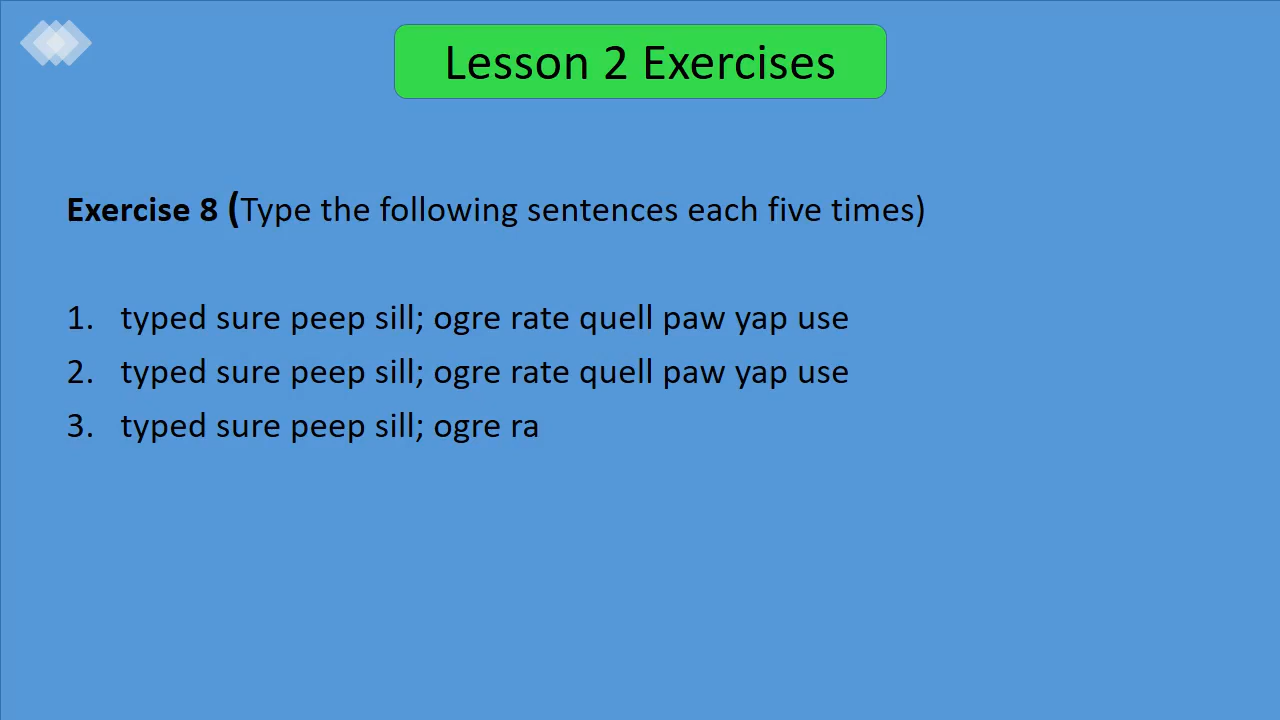 Lesson 2 Exercises
Exercise 8 (Type the following sentences each five times)
1. typed sure peep sill; ogre rate quell paw yap use
2. typed sure peep sill; ogre rate quell paw yap use
3. typed sure peep sill; ogre ra